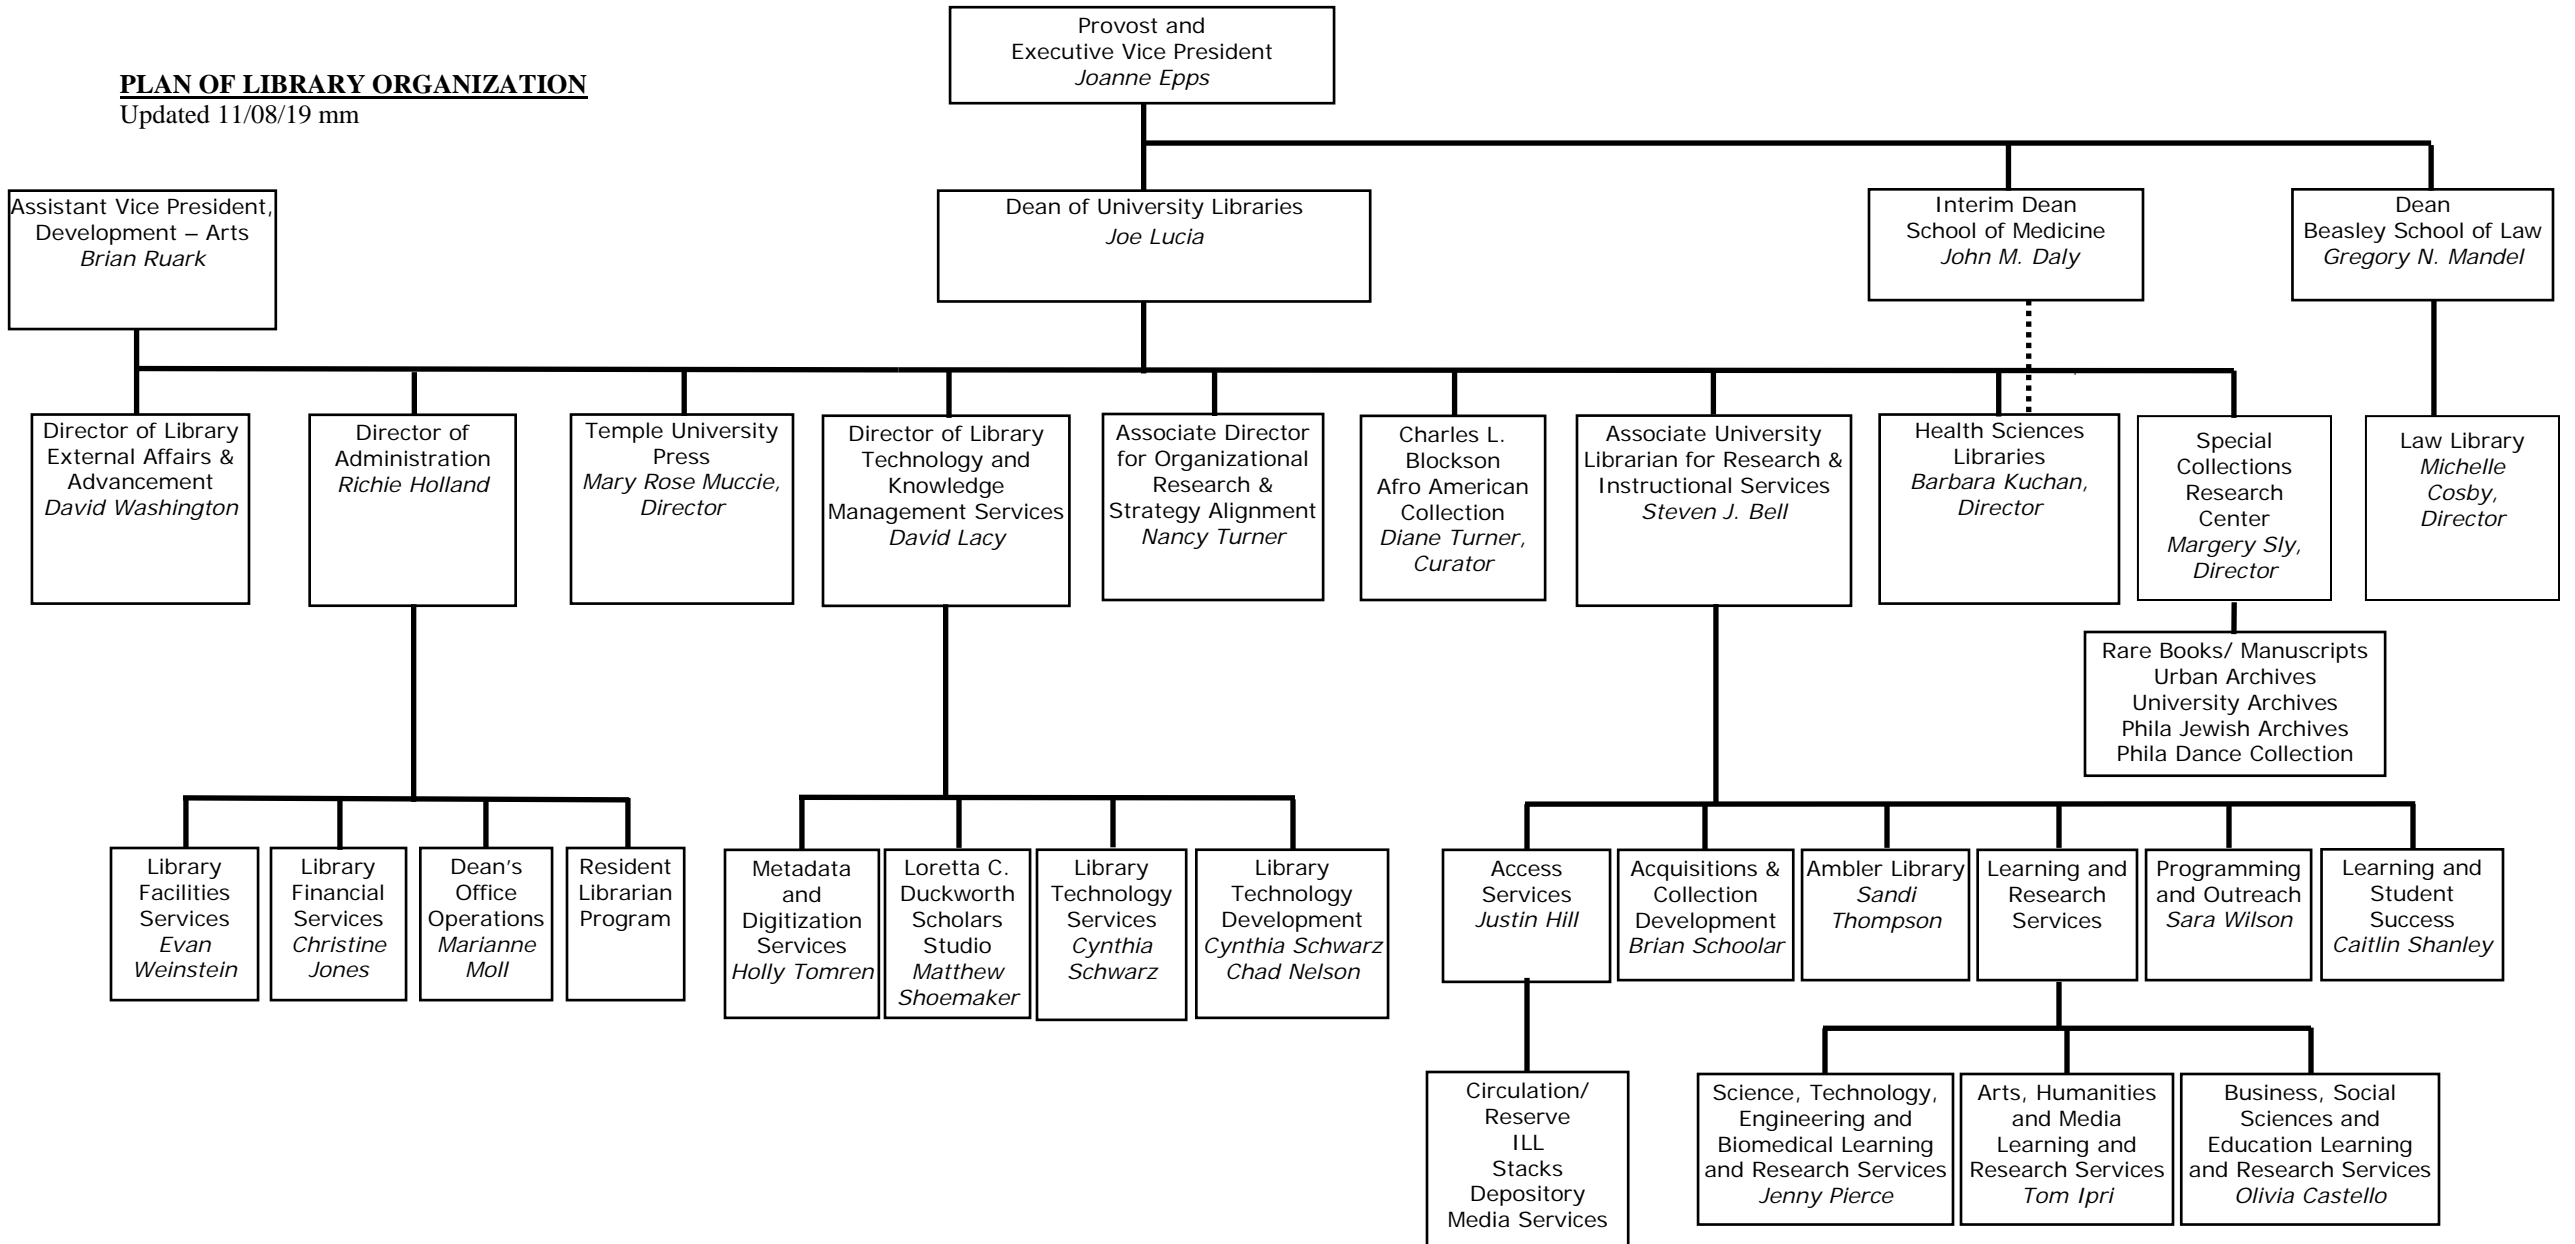 PLAN OF LIBRARY ORGANIZATION
Updated 11/08/19 mm
Provost and
Executive Vice President
Joanne Epps
Assistant Vice President,
Development – Arts
Brian Ruark
Dean of University Libraries
Joe Lucia
Interim Dean
School of Medicine
John M. Daly
Dean
Beasley School of Law
Gregory N. Mandel
Director of Library
External Affairs &
Advancement
David Washington
Director of
Administration
Richie Holland
Temple University
Press
Mary Rose Muccie,
Director
Director of Library
Technology and
Knowledge
Management Services
David Lacy
Associate Director
for Organizational
Research &
Strategy Alignment
Nancy Turner
Charles L.
Blockson
Afro American
Collection
Diane Turner,
Curator
Associate University
Librarian for Research &
Instructional Services
Steven J. Bell
Health Sciences
Libraries
Barbara Kuchan,
Director
Special
Collections
Research
Center
Margery Sly,
Director
Law Library
Michelle
Cosby,
Director
Rare Books/ Manuscripts
Urban Archives
University Archives
Phila Jewish Archives
Phila Dance Collection
Library
Facilities
Services
Evan
Weinstein
Library
Financial
Services
Christine
Jones
Dean’s
Office
Operations
Marianne
Moll
Resident
Librarian
Program
Metadata
and
Digitization
Services
Holly Tomren
Loretta C.
Duckworth
Scholars
Studio
Matthew
Shoemaker
Library
Technology
Services
Cynthia
Schwarz
Library
Technology
Development
Cynthia Schwarz
Chad Nelson
Access
Services
Justin Hill
Acquisitions &
Collection
Development
Brian Schoolar
Ambler Library
Sandi
Thompson
Learning and
Research
Services
Programming
and Outreach
Sara Wilson
Learning and
Student
Success
Caitlin Shanley
Circulation/
Reserve
ILL
Stacks
Depository
Media Services
Science, Technology,
Engineering and
Biomedical Learning
and Research Services
Jenny Pierce
Arts, Humanities
and Media
Learning and
Research Services
Tom Ipri
Business, Social
Sciences and
Education Learning
and Research Services
Olivia Castello